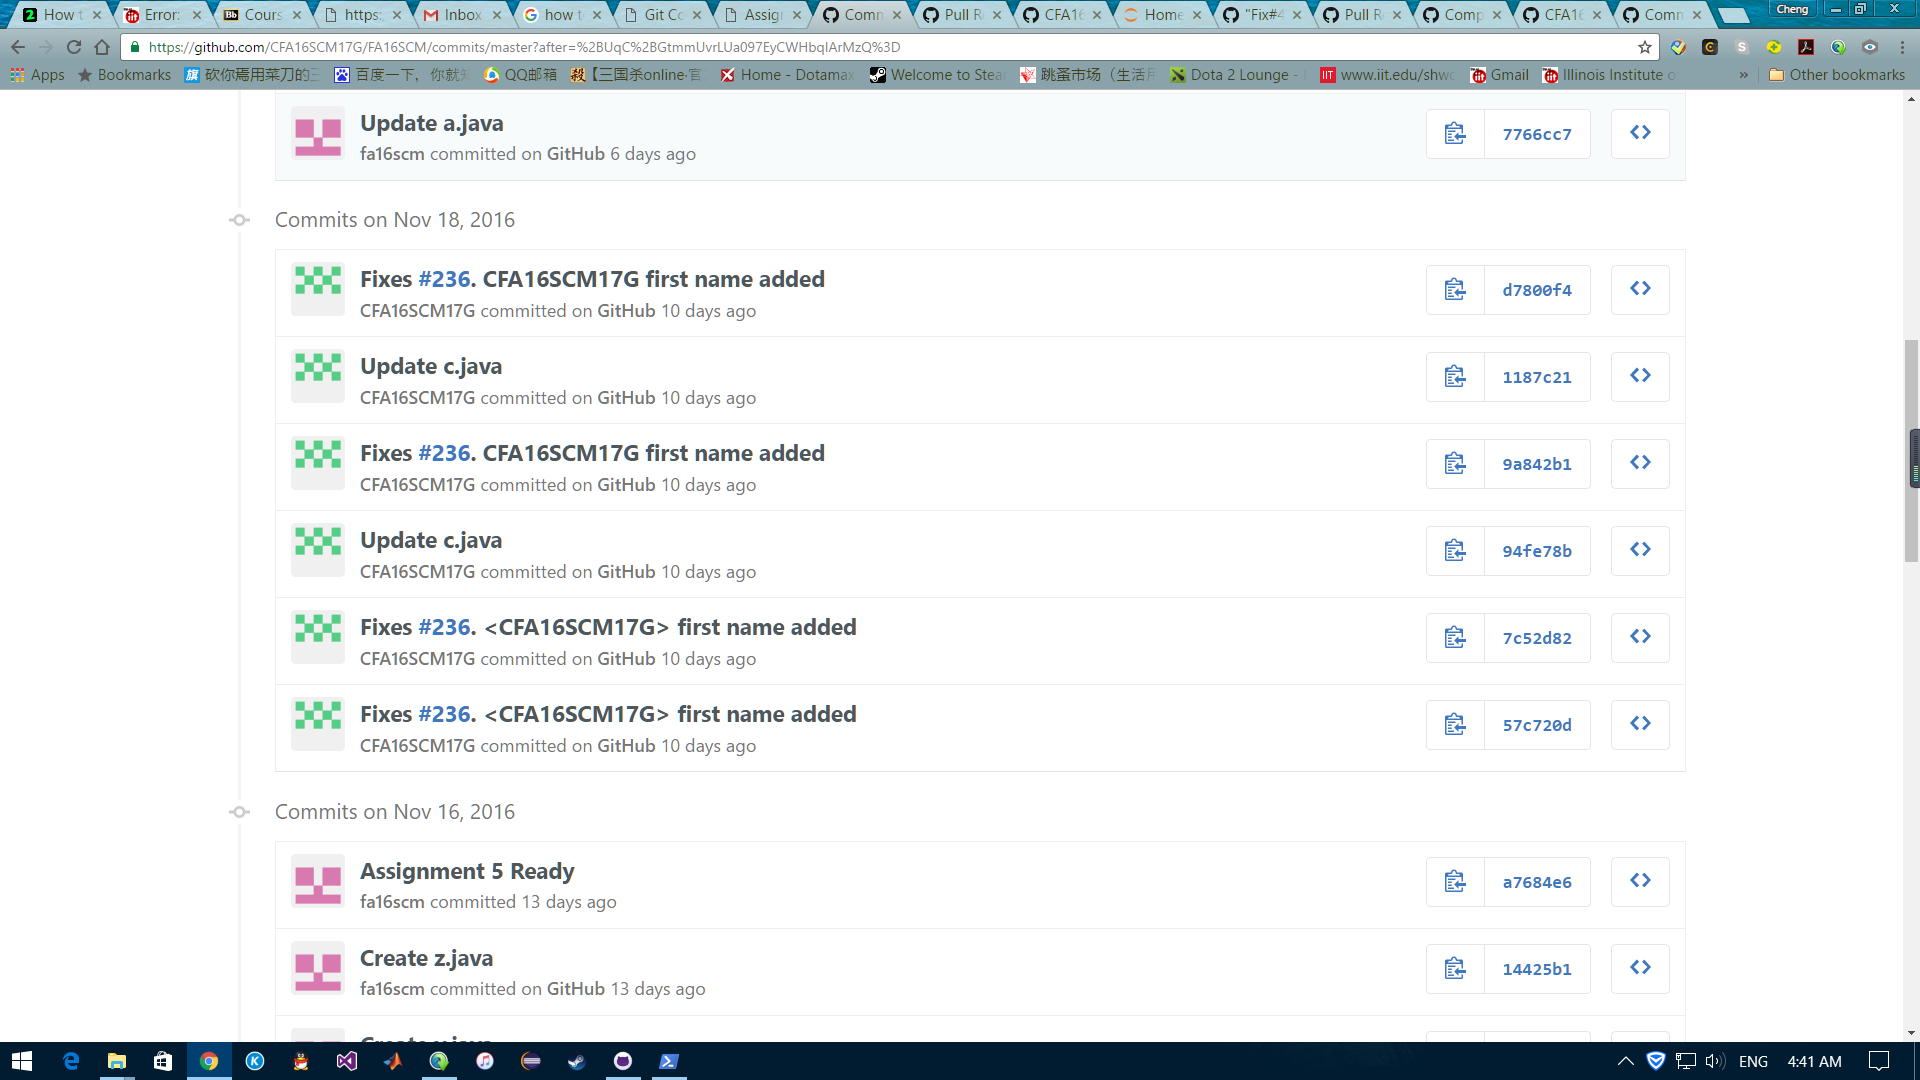 How t
Error:
Cours
https:
Inbox
how t
Git Co
Assign
Comm
Pull R
CFA16
Home
"Fix#4
Pull R
Comp
CFA16
Comm
Cheng
https://github.com/CFA16SCM17G/FA16SCM/commits/master?after=%2BUqC%2BGtmmUvrLUa097EyCWHbqIArMzQ%3D
Apps
Bookmarks
砍你焉用菜刀的三
百度一下，你就知
QQ邮箱
【三国杀online·官
Home - Dotamax
Welcome to Stea
跳蚤市场（生活用
Dota 2 Lounge -
www.iit.edu/shwc
Gmail
Illinois Institute o
»
Other bookmarks
Update a.java
7766cc7
fa16scm committed on GitHub 6 days ago
Commits on Nov 18, 2016
Fixes #236. CFA16SCM17G first name added
d7800f4
CFA16SCM17G committed on GitHub 10 days ago
Update c.java
1187c21
CFA16SCM17G committed on GitHub 10 days ago
Fixes #236. CFA16SCM17G first name added
9a842b1
CFA16SCM17G committed on GitHub 10 days ago
Update c.java
94fe78b
CFA16SCM17G committed on GitHub 10 days ago
Fixes #236. <CFA16SCM17G> first name added
7c52d82
CFA16SCM17G committed on GitHub 10 days ago
Fixes #236. <CFA16SCM17G> first name added
57c720d
CFA16SCM17G committed on GitHub 10 days ago
Commits on Nov 16, 2016
Assignment 5 Ready
a7684e6
fa16scm committed 13 days ago
Create z.java
14425b1
fa16scm committed on GitHub 13 days ago
ENG
4:41 AM